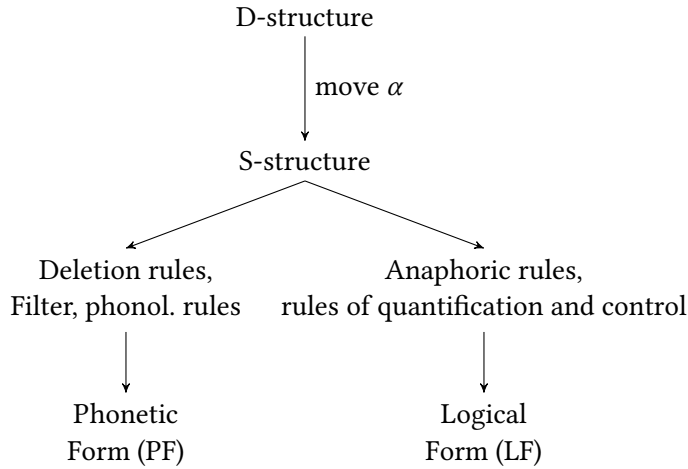 D-structure
move α
S-structure
Deletion rules,
Filter, phonol. rules
Anaphoric rules,
rules of quantification and control
Phonetic
Form (PF)
Logical
Form (LF)